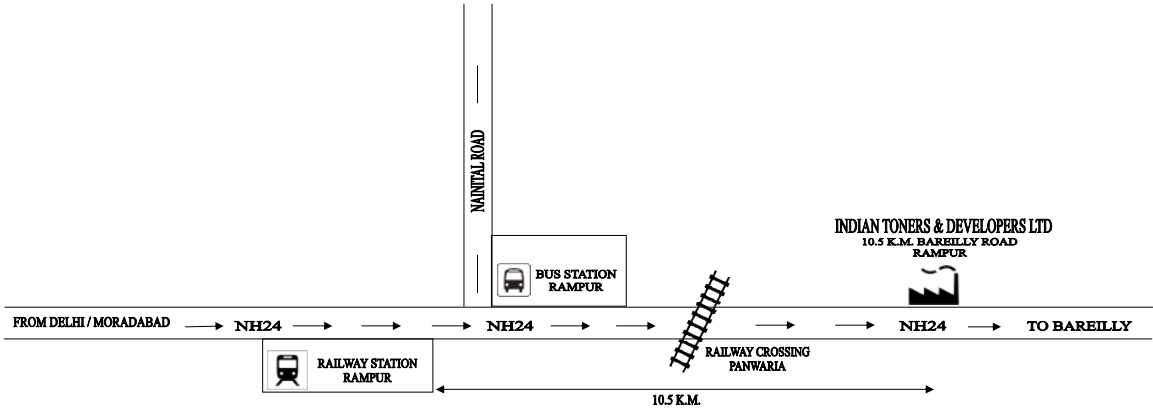 NAINITAL ROAD
INDIAN TONERS & DEVELOPERS LTD
10.5 K.M. BAREILLY ROAD
RAMPUR
BUS STATION
RAMPUR
FROM DELHI / MORADABAD
NH24
NH24
NH24
TO BAREILLY
RAILWAY STATION
RAMPUR
RAILWAY CROSSING
PANWARIA
10.5 K.M.